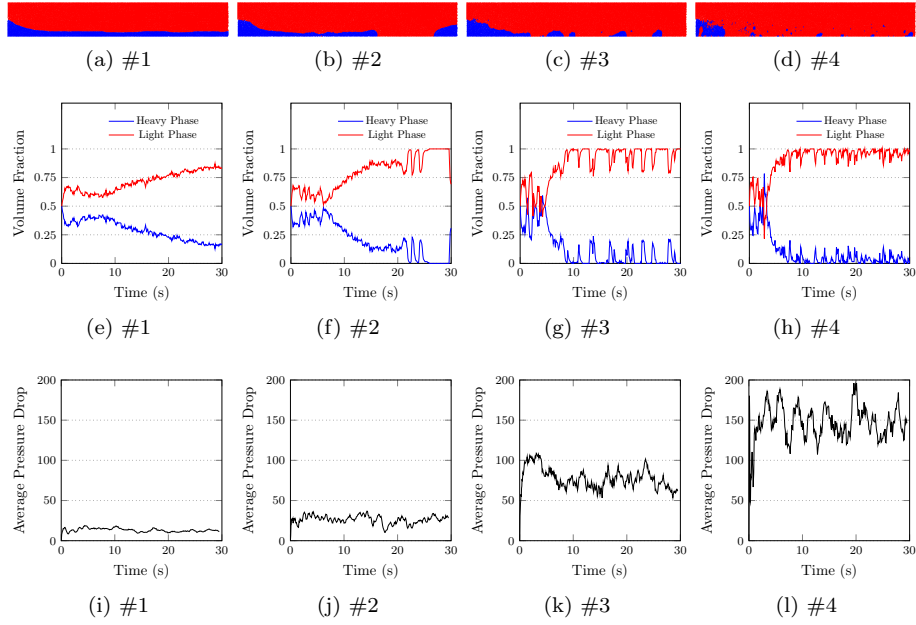 (a) #1
(b) #2
(c) #3
(d) #4
Volume Fraction
Heavy Phase
Light Phase
1
0.75
0.5
0.25
0
0
10
20
30
Time (s)
(e) #1
Volume Fraction
Heavy Phase
Light Phase
1
0.75
0.5
0.25
0
0
10
20
30
Time (s)
(f) #2
Volume Fraction
Heavy Phase
Light Phase
1
0.75
0.5
0.25
0
0
10
20
30
Time (s)
(g) #3
Volume Fraction
Heavy Phase
Light Phase
1
0.75
0.5
0.25
0
0
10
20
30
Time (s)
(h) #4
Average Pressure Drop
200
150
100
50
0
0
10
20
30
Time (s)
(i) #1
Average Pressure Drop
200
150
100
50
0
0
10
20
30
Time (s)
(j) #2
Average Pressure Drop
200
150
100
50
0
0
10
20
30
Time (s)
(k) #3
Average Pressure Drop
200
150
100
50
0
0
10
20
30
Time (s)
(l) #4